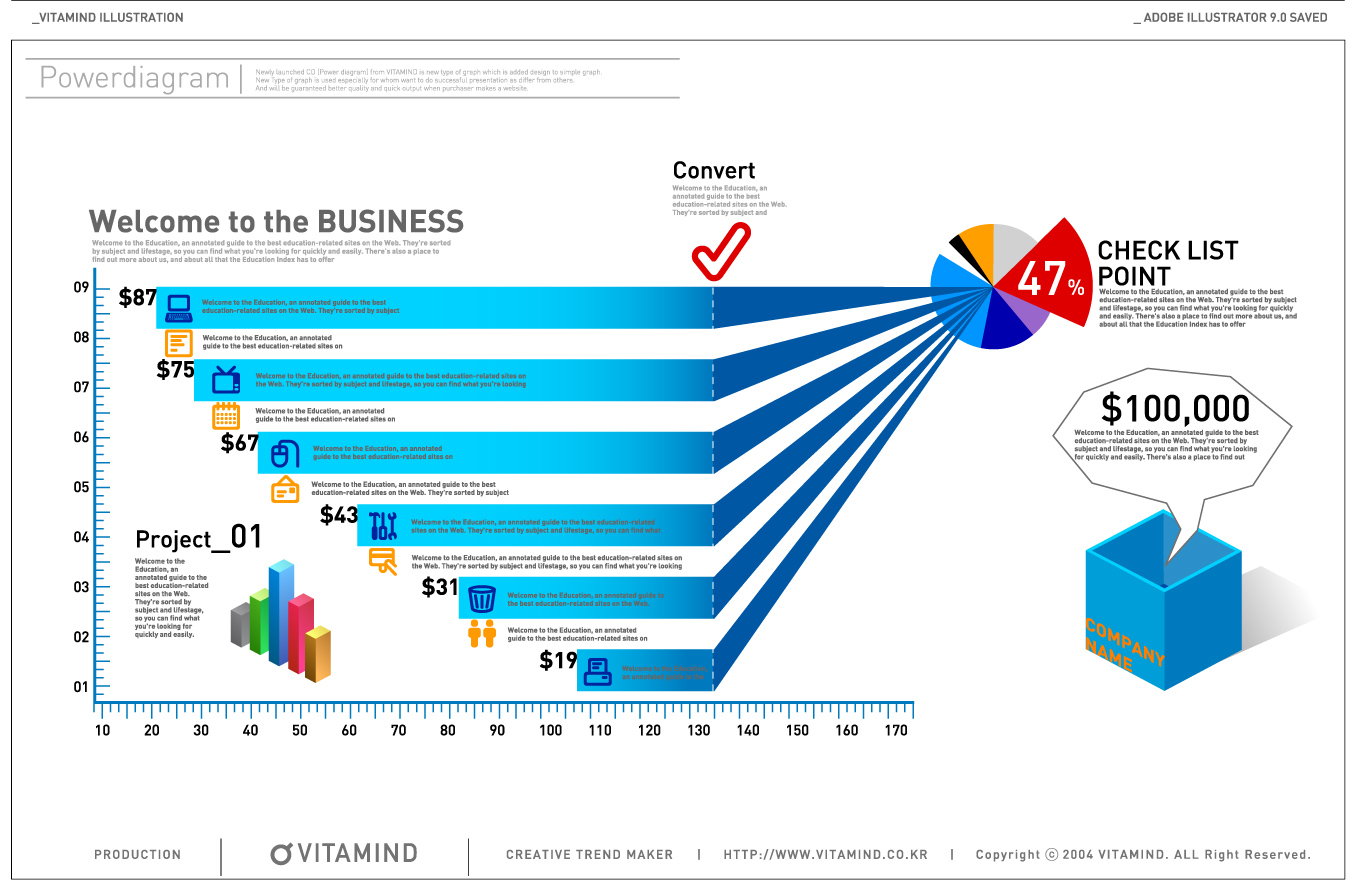 _VITAMIND ILLUSTRATION
_ ADOBE ILLUSTRATOR 9.0 SAVED
Powerdiagram
Newly launched CD (Power diagram) from VITAMIND is new type of graph which is added design to simple graph.
New Type of graph is used especially for whom want to do successful presentation as differ from others.
And will be guaranteed better quality and quick output when purchaser makes a website.
Convert
Welcome to the Education, an
annotated guide to the best
education-related sites on the Web.
They're sorted by subject and
Welcome to the BUSINESS
Welcome to the Education, an annotated guide to the best education-related sites on the Web. They're sorted
by subject and lifestage, so you can find what you're looking for quickly and easily. There's also a place to
find out more about us, and about all that the Education Index has to offer
09
08
07
06
05
04
03
02
01
$87
Welcome to the Education, an annotated guide to the best
education-related sites on the Web. They're sorted by subject
Welcome to the Education, an annotated
guide to the best education-related sites on
$75
Welcome to the Education, an annotated guide to the best education-related sites on
the Web. They're sorted by subject and lifestage, so you can find what you're looking
Welcome to the Education, an annotated
guide to the best education-related sites on
$67
Welcome to the Education, an annotated
guide to the best education-related sites on
Welcome to the Education, an annotated guide to the best
education-related sites on the Web. They're sorted by subject
$43
Welcome to the Education, an annotated guide to the best education-related
sites on the Web. They're sorted by subject and lifestage, so you can find what
Welcome to the Education, an annotated guide to the best education-related sites on
the Web. They're sorted by subject and lifestage, so you can find what you're looking
$31
Welcome to the Education, an annotated guide to
the best education-related sites on the Web.
Welcome to the Education, an annotated
guide to the best education-related sites on
$19
Welcome to the Education,
an annotated guide to the
Project_01
Welcome to the
Education, an
annotated guide to the
best education-related
sites on the Web.
They're sorted by
subject and lifestage,
so you can find what
you're looking for
quickly and easily.
10 20 30 40 50 60 70 80 90 100 110 120 130 140 150 160 170
47%
CHECK LIST
POINT
Welcome to the Education, an annotated guide to the best
education-related sites on the Web. They're sorted by subject
and lifestage, so you can find what you're looking for quickly
and easily. There's also a place to find out more about us, and
about all that the Education Index has to offer
$100,000
Welcome to the Education, an annotated guide to the best
education-related sites on the Web. They're sorted by
subject and lifestage, so you can find what you're looking
for quickly and easily. There's also a place to find out
COMPANY
NAME
PRODUCTION
VITAMIND
CREATIVE TREND MAKER | HTTP://WWW.VITAMIND.CO.KR | Copyright ⓒ 2004 VITAMIND. ALL Right Reserved.